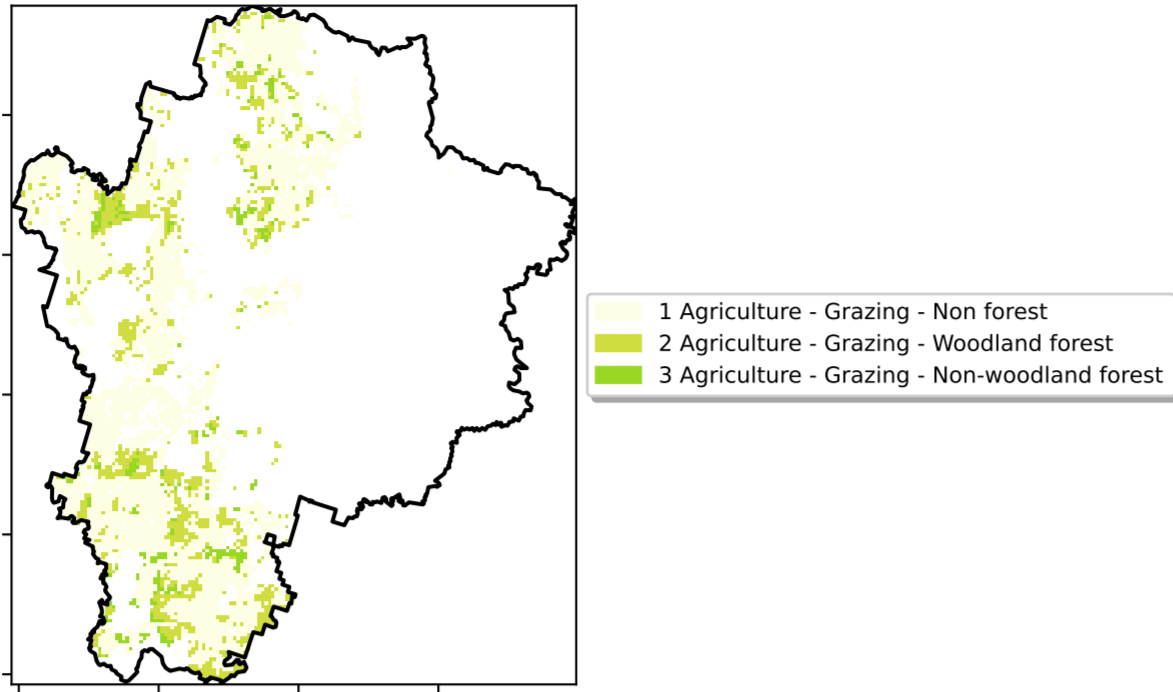 1 Agriculture - Grazing - Non forest
2 Agriculture - Grazing - Woodland forest
3 Agriculture - Grazing - Non-woodland forest